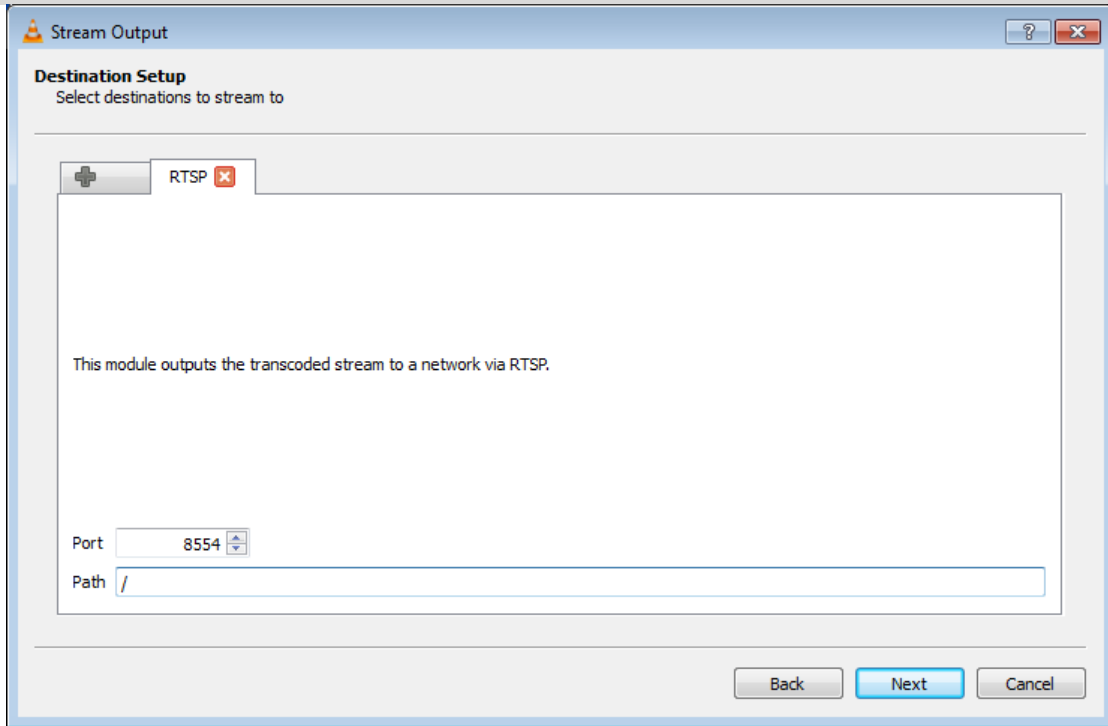 Stream Output
Destination Setup
Select destinations to stream to
RTSP
This module outputs the transcoded stream to a network via RTSP.
Port 8554
Path /
Back Next Cancel